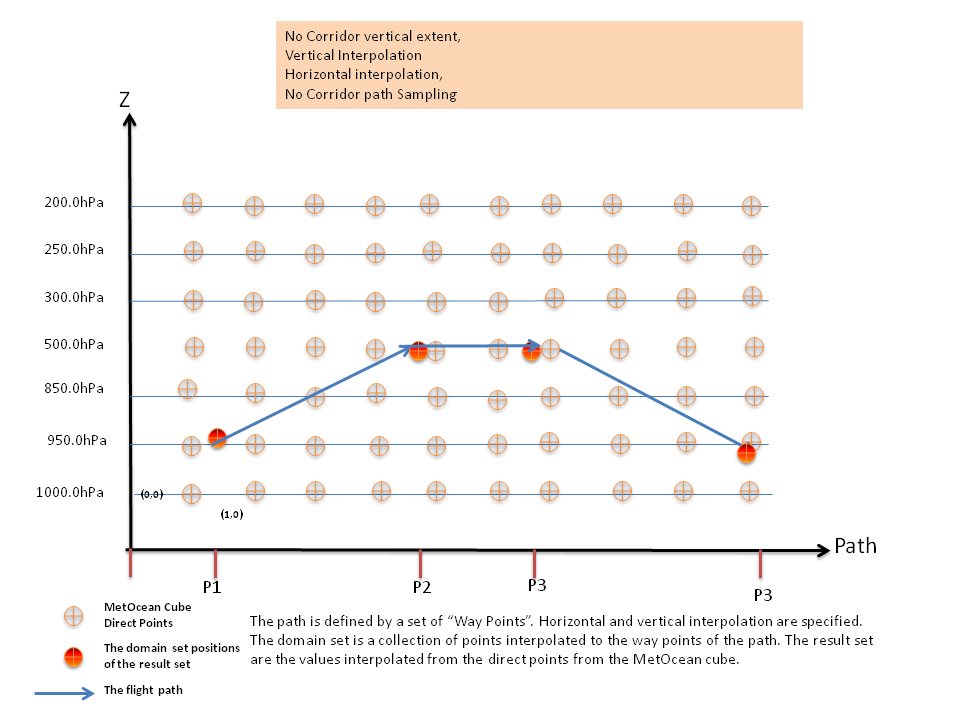 No Corridor vertical extent,
Vertical Interpolation
Horizontal interpolation,
No Corridor path Sampling
Z
200.0hPa
250.0hPa
300.0hPa
500.0hPa
850.0hPa
950.0hPa
1000.0hPa
(0,0)
(1,0)
Path
P1
P2
P3
P3
MetOcean Cube
Direct Points
The domain set positions
of the result set
The flight path
The path is defined by a set of “Way Points”. Horizontal and vertical interpolation are specified.
The domain set is a collection of points interpolated to the way points of the path. The result set
are the values interpolated from the direct points from the MetOcean cube.